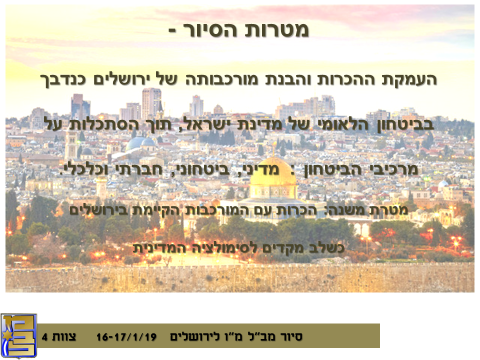 מטרות הסיור -
העמקת ההכרות והבנת מורכבותה של ירושלים כנדבך
בביטחון הלאומי של מדינת ישראל, תוך הסתכלות על
מרכיבי הביטחון : מדיני, ביטחוני, חברתי וכלכלי.
מטרת משנה: הכרות עם המורכבות הקיימת בירושלים
כשלב מקדים לסימולציה המדינית
סיור מב"ל מ"ו לירושלים 16-17/1/19 צוות 4